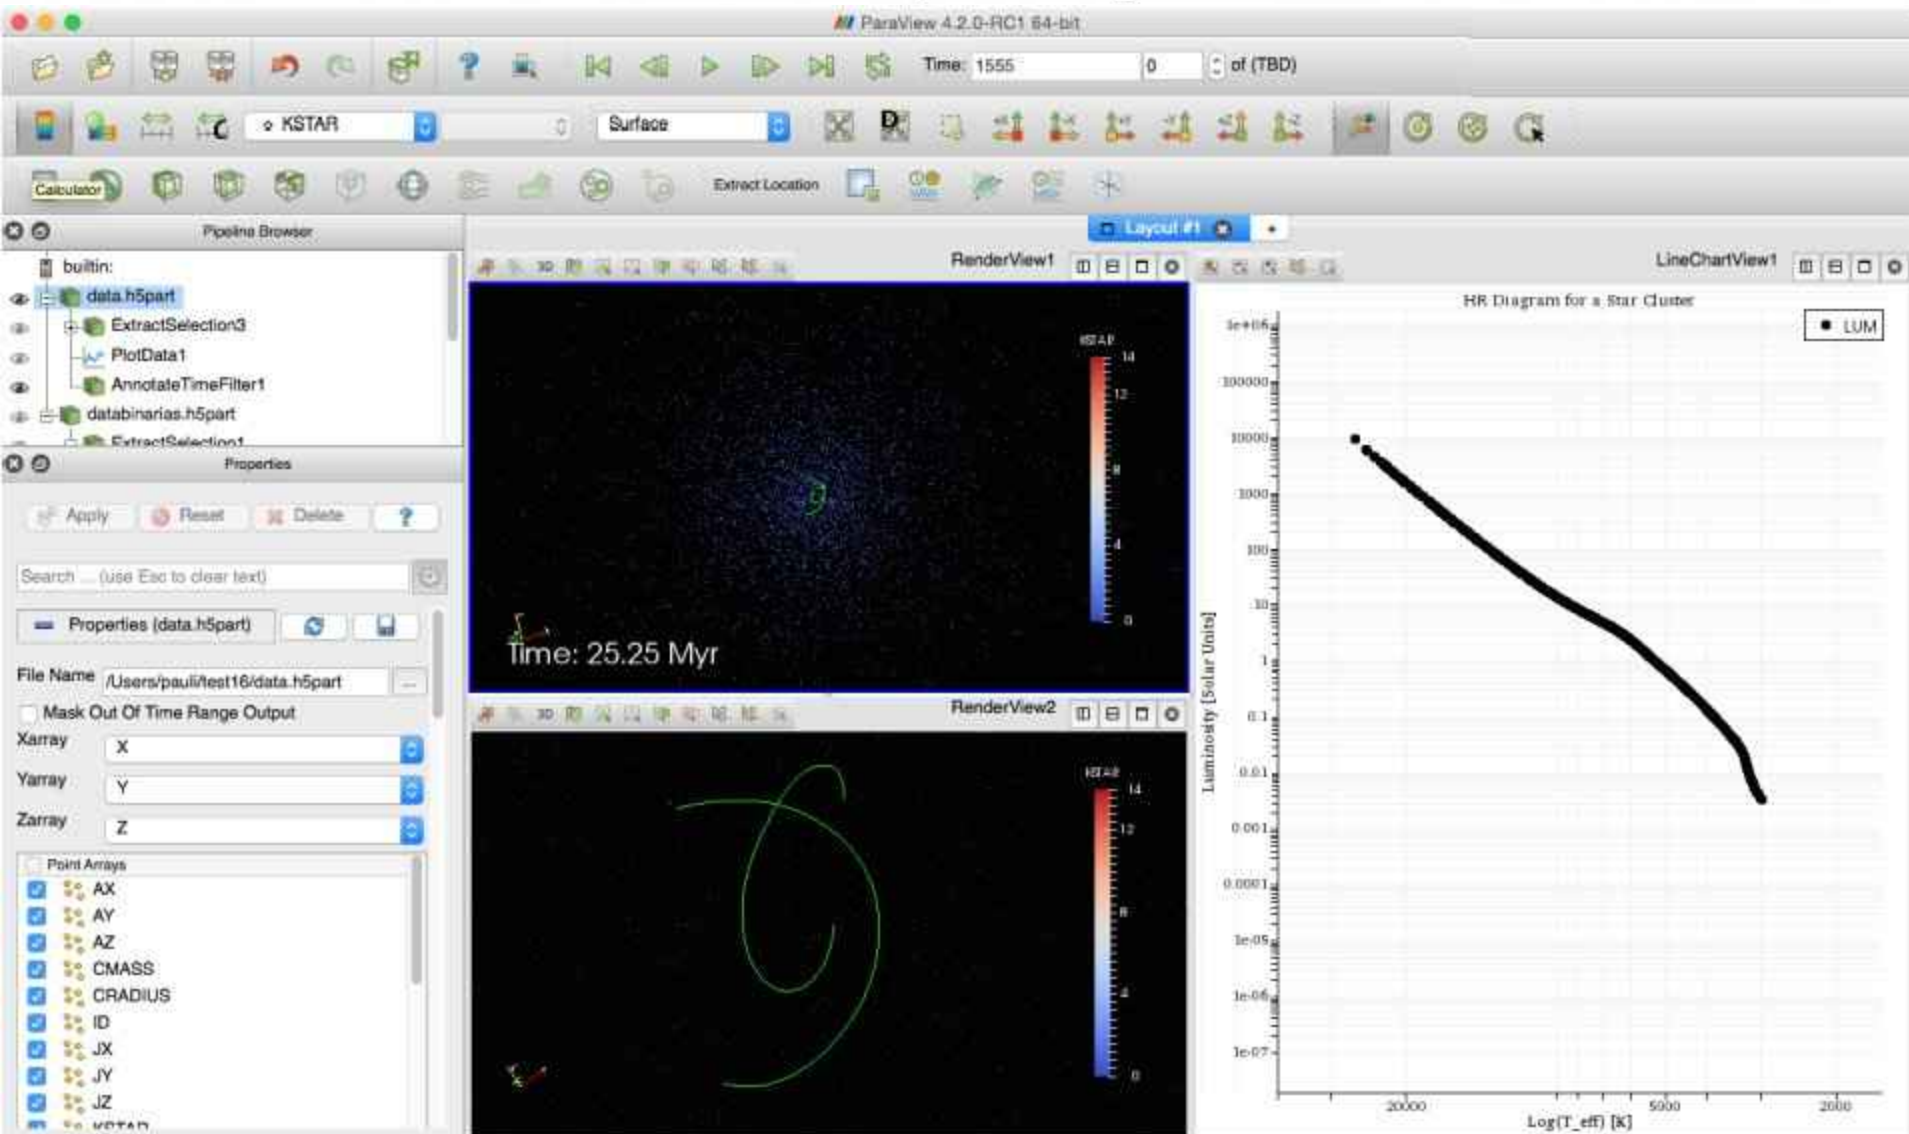 ParaView 4.2.0-RC1 64-bit
Time: 1555 0 of (TBD)
KSTAR Surface
D
Calculator Extract Location
Pipeline Browser
builtin:
data.h5part
ExtractSelection3
PlotData1
AnnotateTimeFilter1
databinarias.h5part
ExtractSelection1
Properties
Apply Reset Delete ?
Search ... (use Esc to clear text)
Properties (data.h5part)
File Name /Users/pauli/test16/data.h5part ...
Mask Out Of Time Range Output
Xarray X
Yarray Y
Zarray Z
Point Arrays
AX
AY
AZ
CMASS
CRADIUS
ID
JX
JY
JZ
KSTAR
Layout #1
3D RenderView1
KSTAR
14
12
8
4
0
Time: 25.25 Myr
3D RenderView2
KSTAR
14
12
8
4
0
LineChartView1
HR Diagram for a Star Cluster
LUM
1e+06
100000
10000
1000
100
10
1
0.1
0.01
0.001
0.0001
1e-05
1e-06
1e-07
Luminosity [Solar Units]
20000 5000 2000
Log(T_eff) [K]